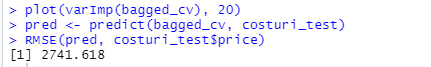 > plot(varImp(bagged_cv), 20)
> pred <- predict(bagged_cv, costuri_test)
> RMSE(pred, costuri_test$price)
[1] 2741.618